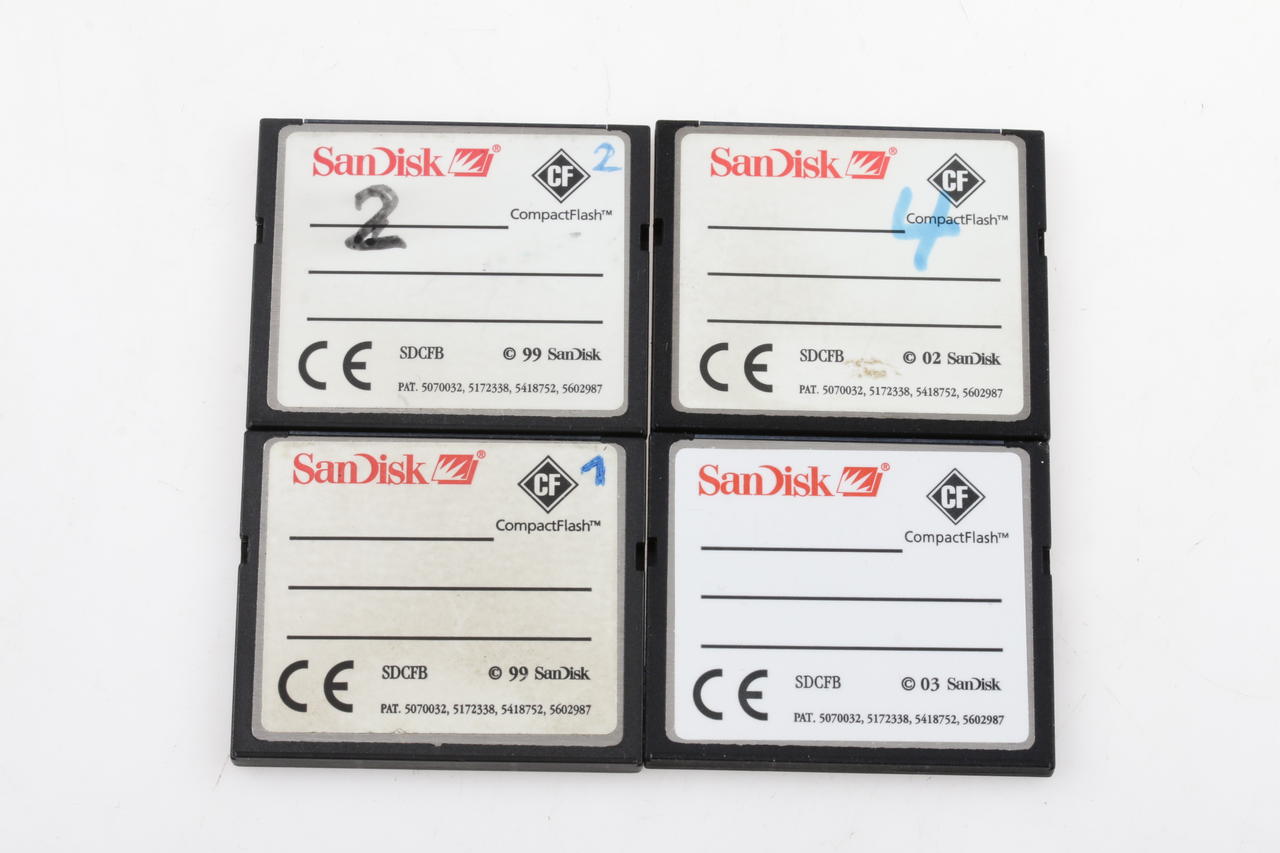 SanDisk ® CF 2
CompactFlash™
2
CE SDCFB © 99 SanDisk
PAT. 5070032, 5172338, 5418752, 5602987
SanDisk ® CF
CompactFlash™
4
CE SDCFB © 02 SanDisk
PAT. 5070032, 5172338, 5418752, 5602987
SanDisk ® CF 1
CompactFlash™
CE SDCFB © 99 SanDisk
PAT. 5070032, 5172338, 5418752, 5602987
SanDisk ® CF
CompactFlash™
CE SDCFB © 03 SanDisk
PAT. 5070032, 5172338, 5418752, 5602987